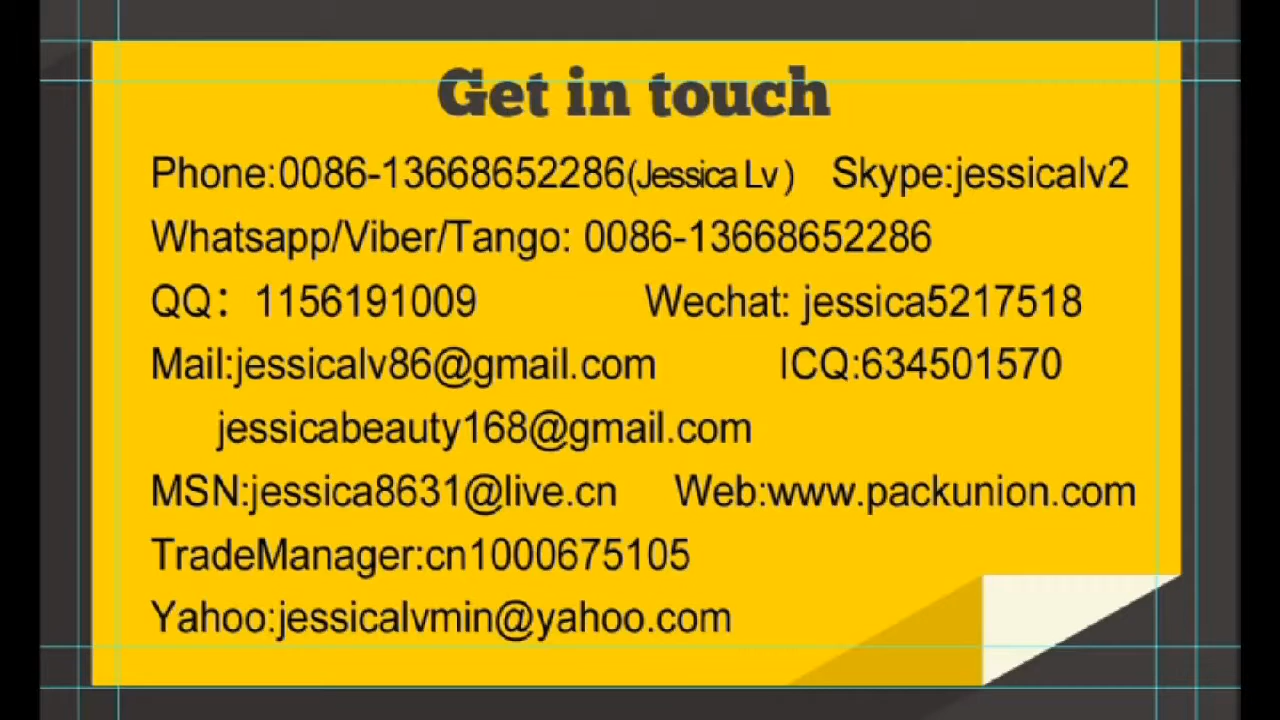 Get in touch
Phone:0086-13668652286(Jessica Lv ) Skype:jessicalv2
Whatsapp/Viber/Tango: 0086-13668652286
QQ：1156191009 Wechat: jessica5217518
Mail:jessicalv86@gmail.com ICQ:634501570
jessicabeauty168@gmail.com
MSN:jessica8631@live.cn Web:www.packunion.com
TradeManager:cn1000675105
Yahoo:jessicalvmin@yahoo.com